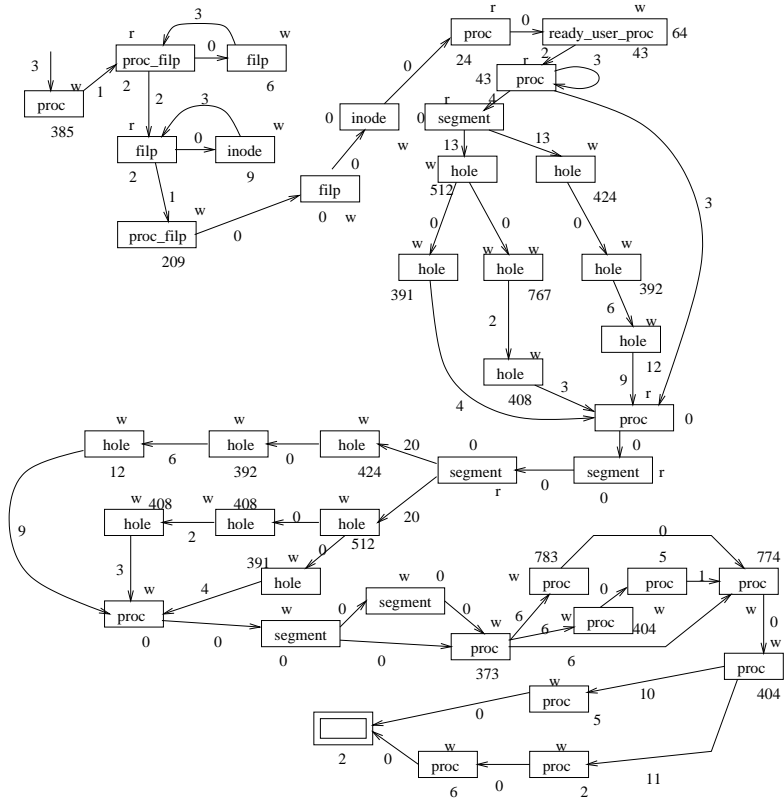 3
r
w
r
0
w
proc_filp
0
filp
proc
ready_user_proc
64
3
w
1
2
2
6
24
2
43
r
3
0
43
proc
proc
385
r
3
w
0
inode
r
4
0
segment
filp
0
inode
w
13
13
w
2
9
0
w
hole
hole
1
filp
512
424
3
w
0
w
0
0
0
0
proc_filp
0
w
w
w
w
209
hole
hole
hole
391
767
392
2
6
w
w
hole
12
hole
408
3
9
r
4
proc
0
w
w
w
0
hole
6
hole
0
hole
20
0
12
392
424
segment
0
segment
r
r
0
w
408
w
408
w
20
9
hole
2
hole
0
hole
512
0
0
391
w
783
5
774
3
w
4
hole
w
0
0
w
proc
0
proc
1
proc
proc
segment
0
0
w
6
w
w
w
0
0
0
w
segment
proc
6
proc
404
w
0
0
373
6
proc
w
10
404
proc
0
5
w
w
2
0
proc
proc
6
0
2
11